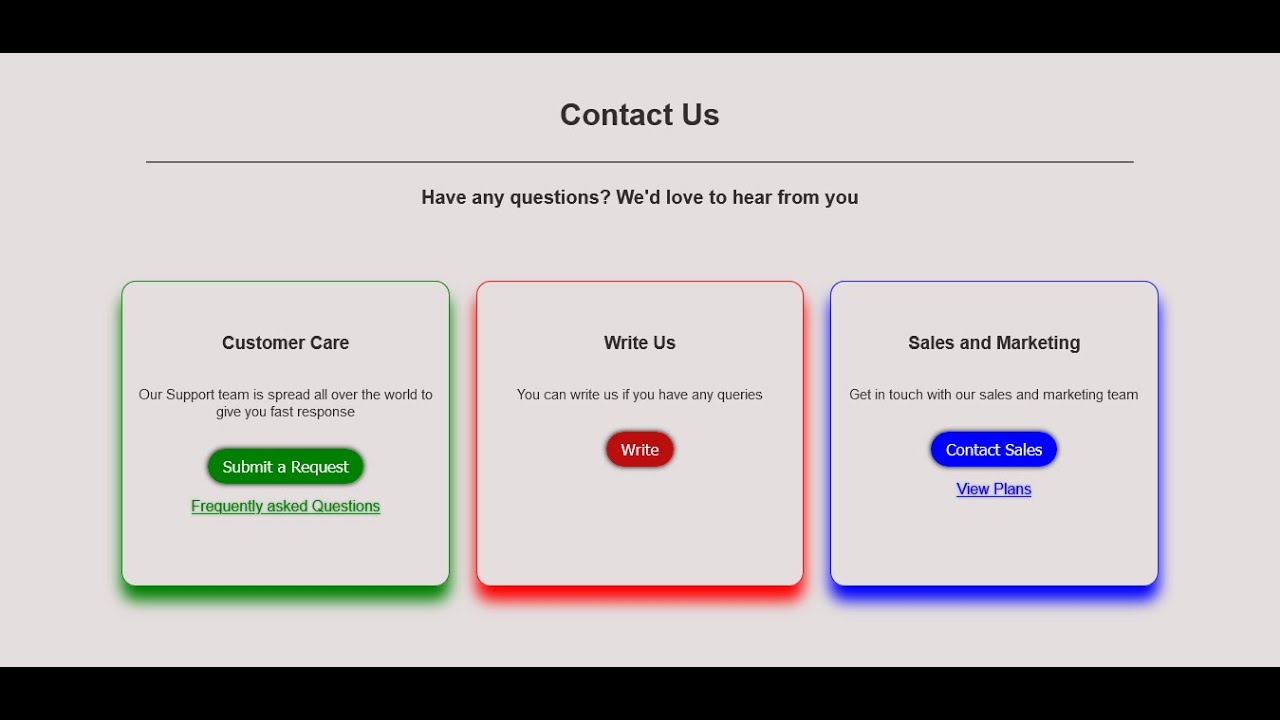 Contact Us
Have any questions? We'd love to hear from you
Customer Care
Our Support team is spread all over the world to
give you fast response
Submit a Request
Frequently asked Questions
Write Us
You can write us if you have any queries
Write
Sales and Marketing
Get in touch with our sales and marketing team
Contact Sales
View Plans